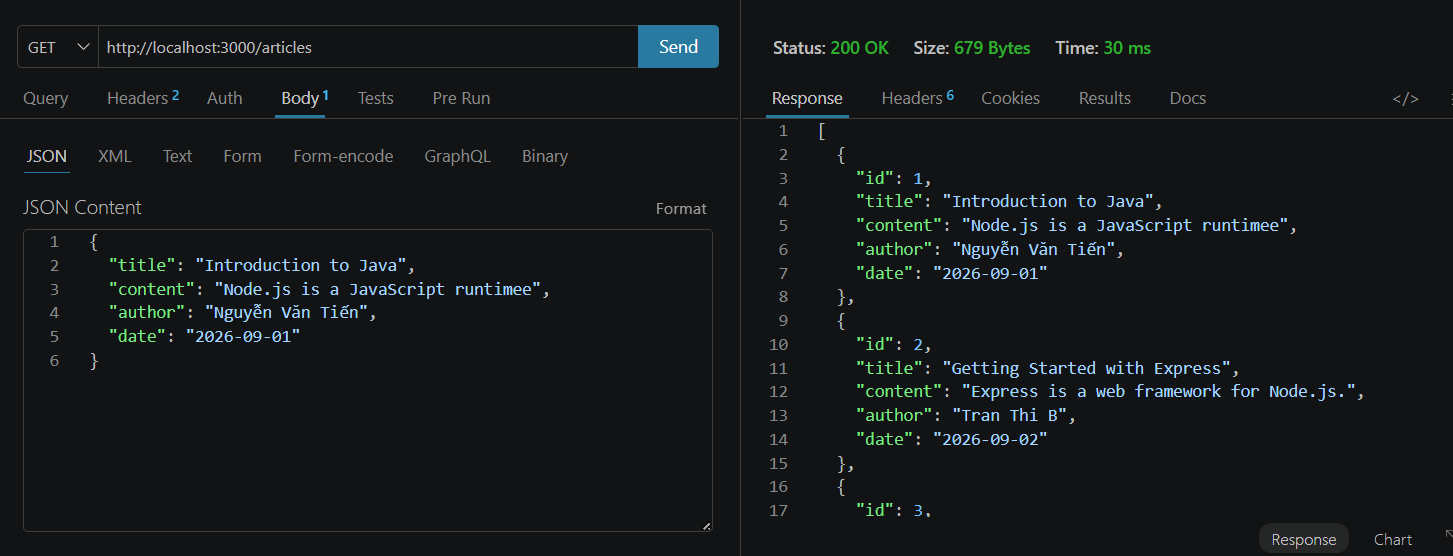 GET http://localhost:3000/articles Send
Query Headers 2 Auth Body 1 Tests Pre Run
JSON XML Text Form Form-encode GraphQL Binary
JSON Content Format
1 {
2 "title": "Introduction to Java",
3 "content": "Node.js is a JavaScript runtimee",
4 "author": "Nguyễn Văn Tiến",
5 "date": "2026-09-01"
6 }
Status: 200 OK Size: 679 Bytes Time: 30 ms
Response Headers 6 Cookies Results Docs </>
1 [
2 {
3 "id": 1,
4 "title": "Introduction to Java",
5 "content": "Node.js is a JavaScript runtimee",
6 "author": "Nguyễn Văn Tiến",
7 "date": "2026-09-01"
8 },
9 {
10 "id": 2,
11 "title": "Getting Started with Express",
12 "content": "Express is a web framework for Node.js.",
13 "author": "Tran Thi B",
14 "date": "2026-09-02"
15 },
16 {
17 "id": 3,
Response Chart